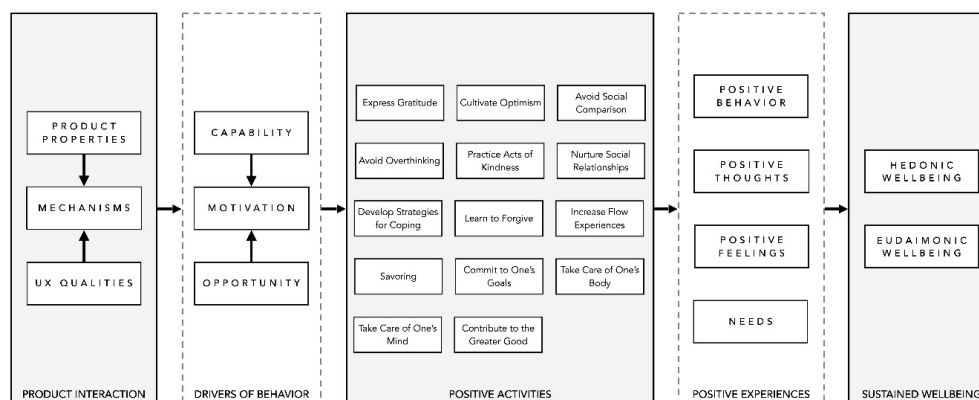 PRODUCT
PROPERTIES
MECHANISMS
UX QUALITIES
PRODUCT INTERACTION
CAPABILITY
MOTIVATION
OPPORTUNITY
DRIVERS OF BEHAVIOR
Express Gratitude
Cultivate Optimism
Avoid Social
Comparison
Avoid Overthinking
Practice Acts of
Kindness
Nurture Social
Relationships
Develop Strategies
for Coping
Learn to Forgive
Increase Flow
Experiences
Savoring
Commit to One's
Goals
Take Care of One's
Body
Take Care of One's
Mind
Contribute to the
Greater Good
POSITIVE ACTIVITIES
POSITIVE
BEHAVIOR
POSITIVE
THOUGHTS
POSITIVE
FEELINGS
NEEDS
POSITIVE EXPERIENCES
HEDONIC
WELLBEING
EUDAIMONIC
WELLBEING
SUSTAINED WELLBEING